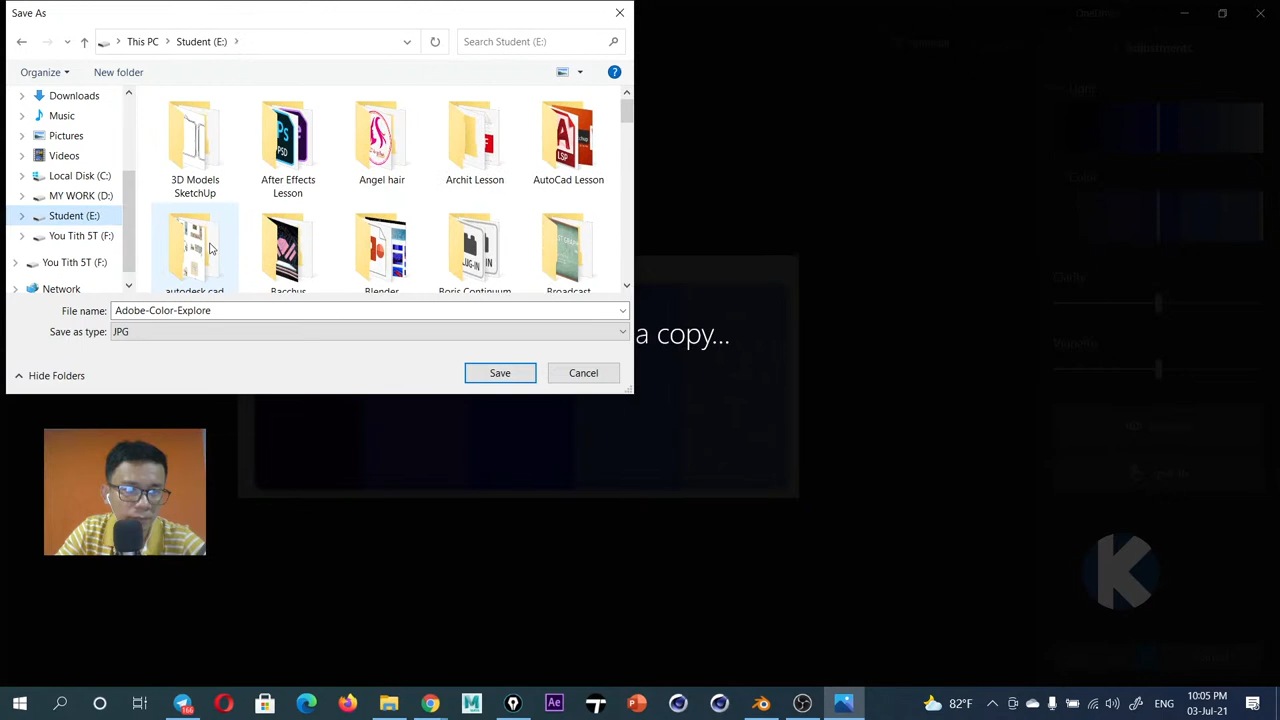 Save As
This PC
Student (E:)
Search Student (E:)
Organize
New folder
Downloads
Music
Pictures
Videos
Local Disk (C:)
MY WORK (D:)
Student (E:)
You Tith 5T (F:)
You Tith 5T (F:)
Network
3D Models
SketchUp
After Effects
Lesson
Angel hair
Archit Lesson
AutoCad Lesson
autodesk cad
Bacchus
Blender
Boris Continuum
Broadcast
File name:
Adobe-Color-Explore
Save as type:
JPG
Hide Folders
Save
Cancel
a copy...
Color
Clarity
82°F
10:05 PM
03-Jul-21